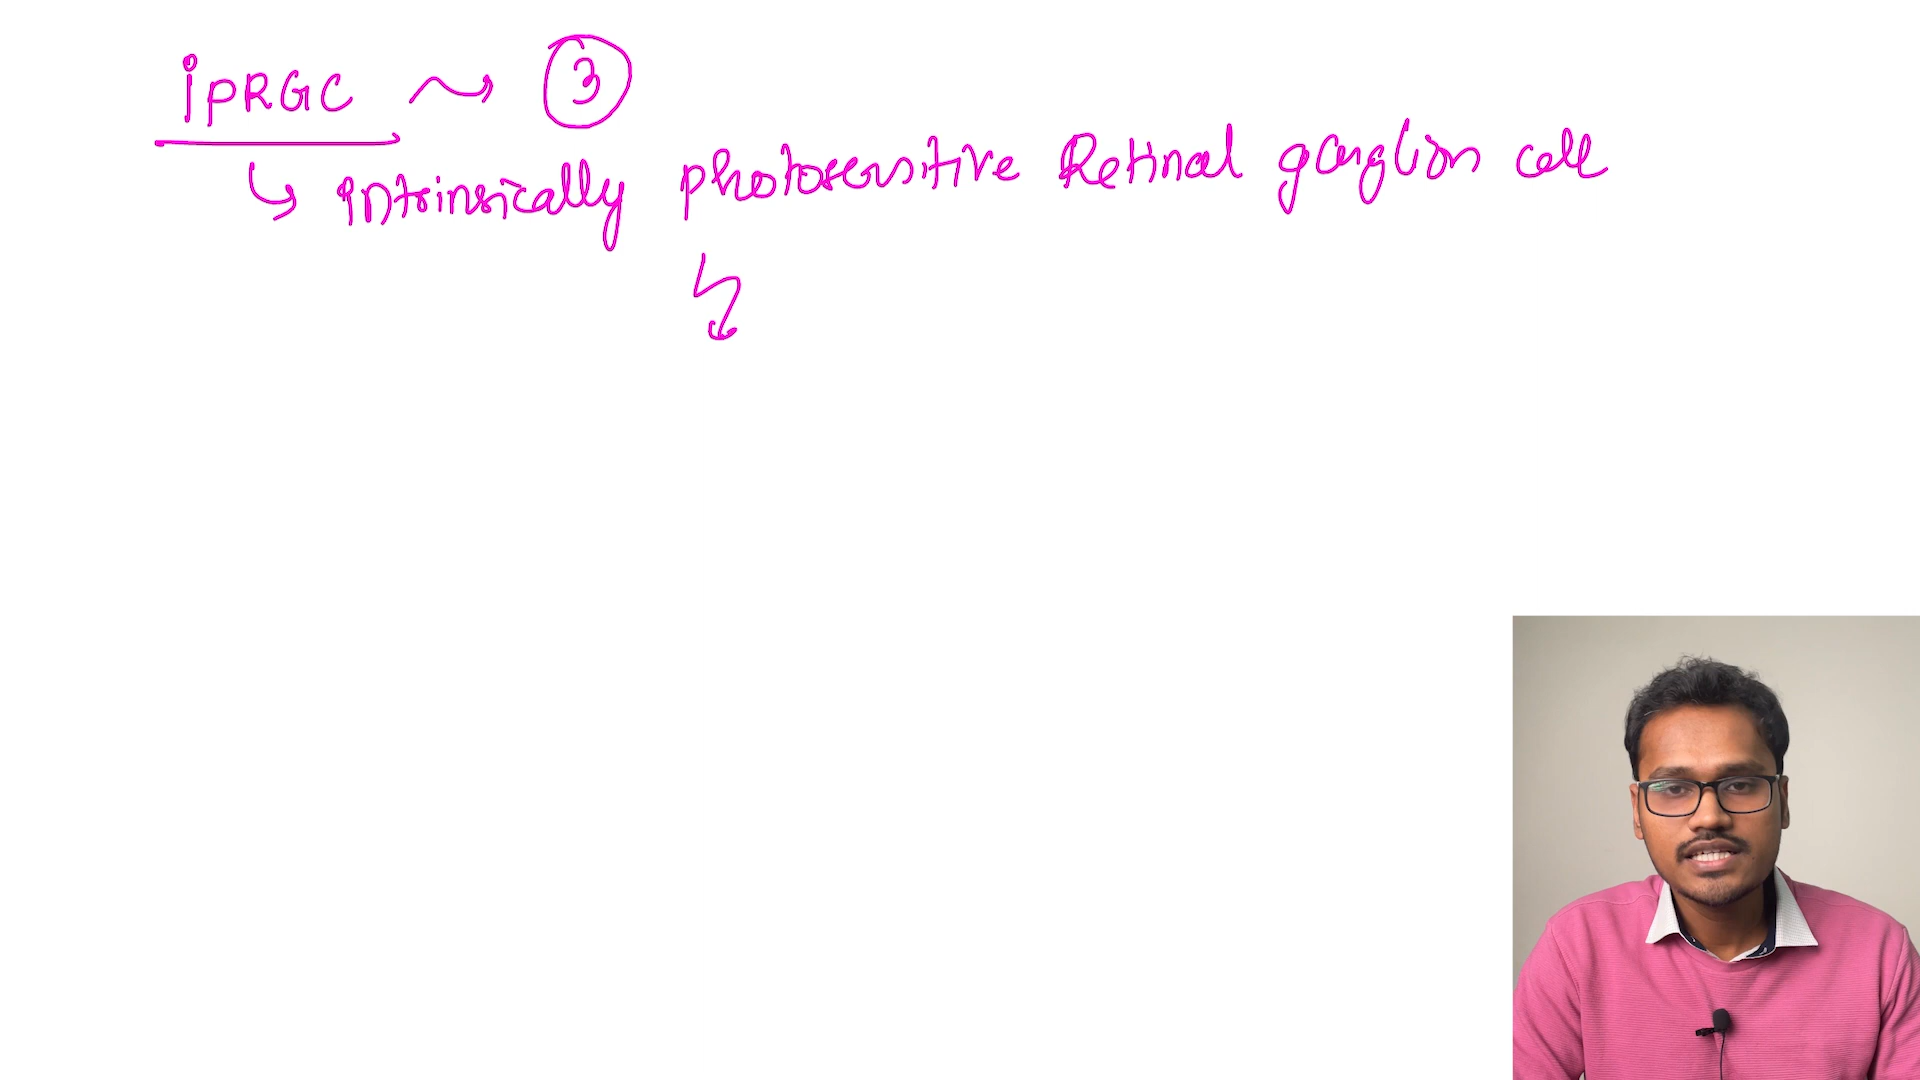 ipRGC ⇝ ③
↳ intrinsically photosensitive Retinal ganglion cell